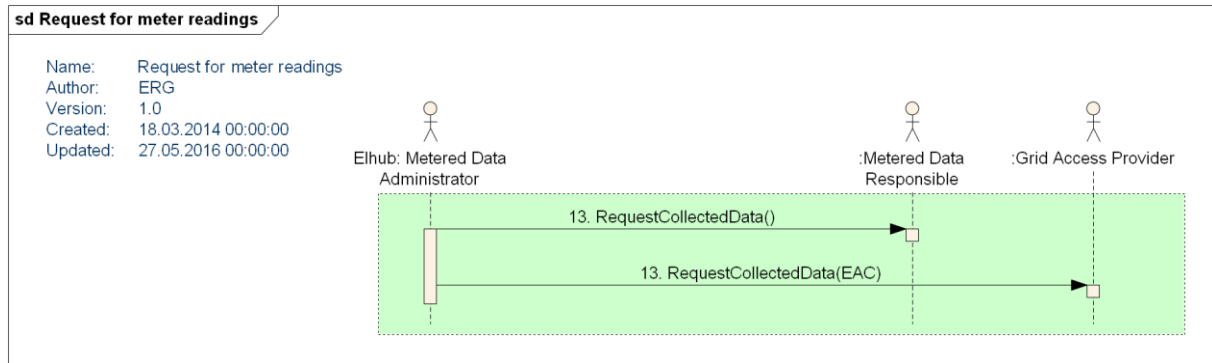 sd Request for meter readings
Name: Request for meter readings
Author: ERG
Version: 1.0
Created: 18.03.2014 00:00:00
Updated: 27.05.2016 00:00:00
Elhub: Metered Data
Administrator
:Metered Data
Responsible
:Grid Access Provider
13. RequestCollectedData()
13. RequestCollectedData(EAC)